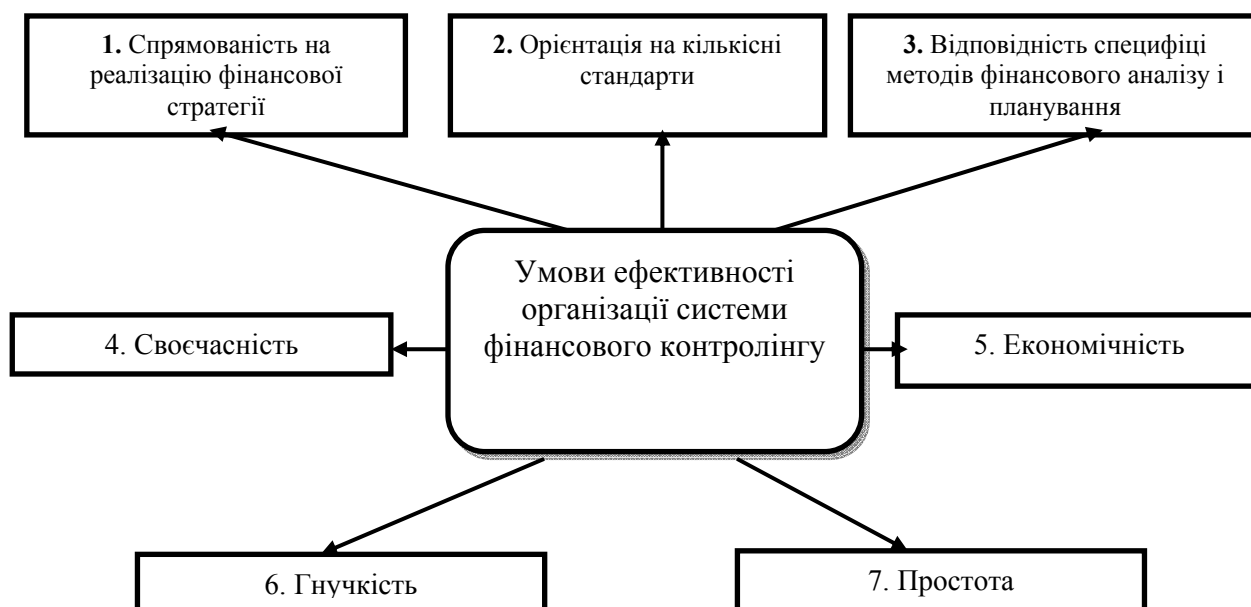 1. Спрямованість на
реалізацію фінансової
стратегії
2. Орієнтація на кількісні
стандарти
3. Відповідність специфіці
методів фінансового аналізу і
планування
Умови ефективності
організації системи
фінансового контролінгу
4. Своєчасність
5. Економічність
6. Гнучкість
7. Простота